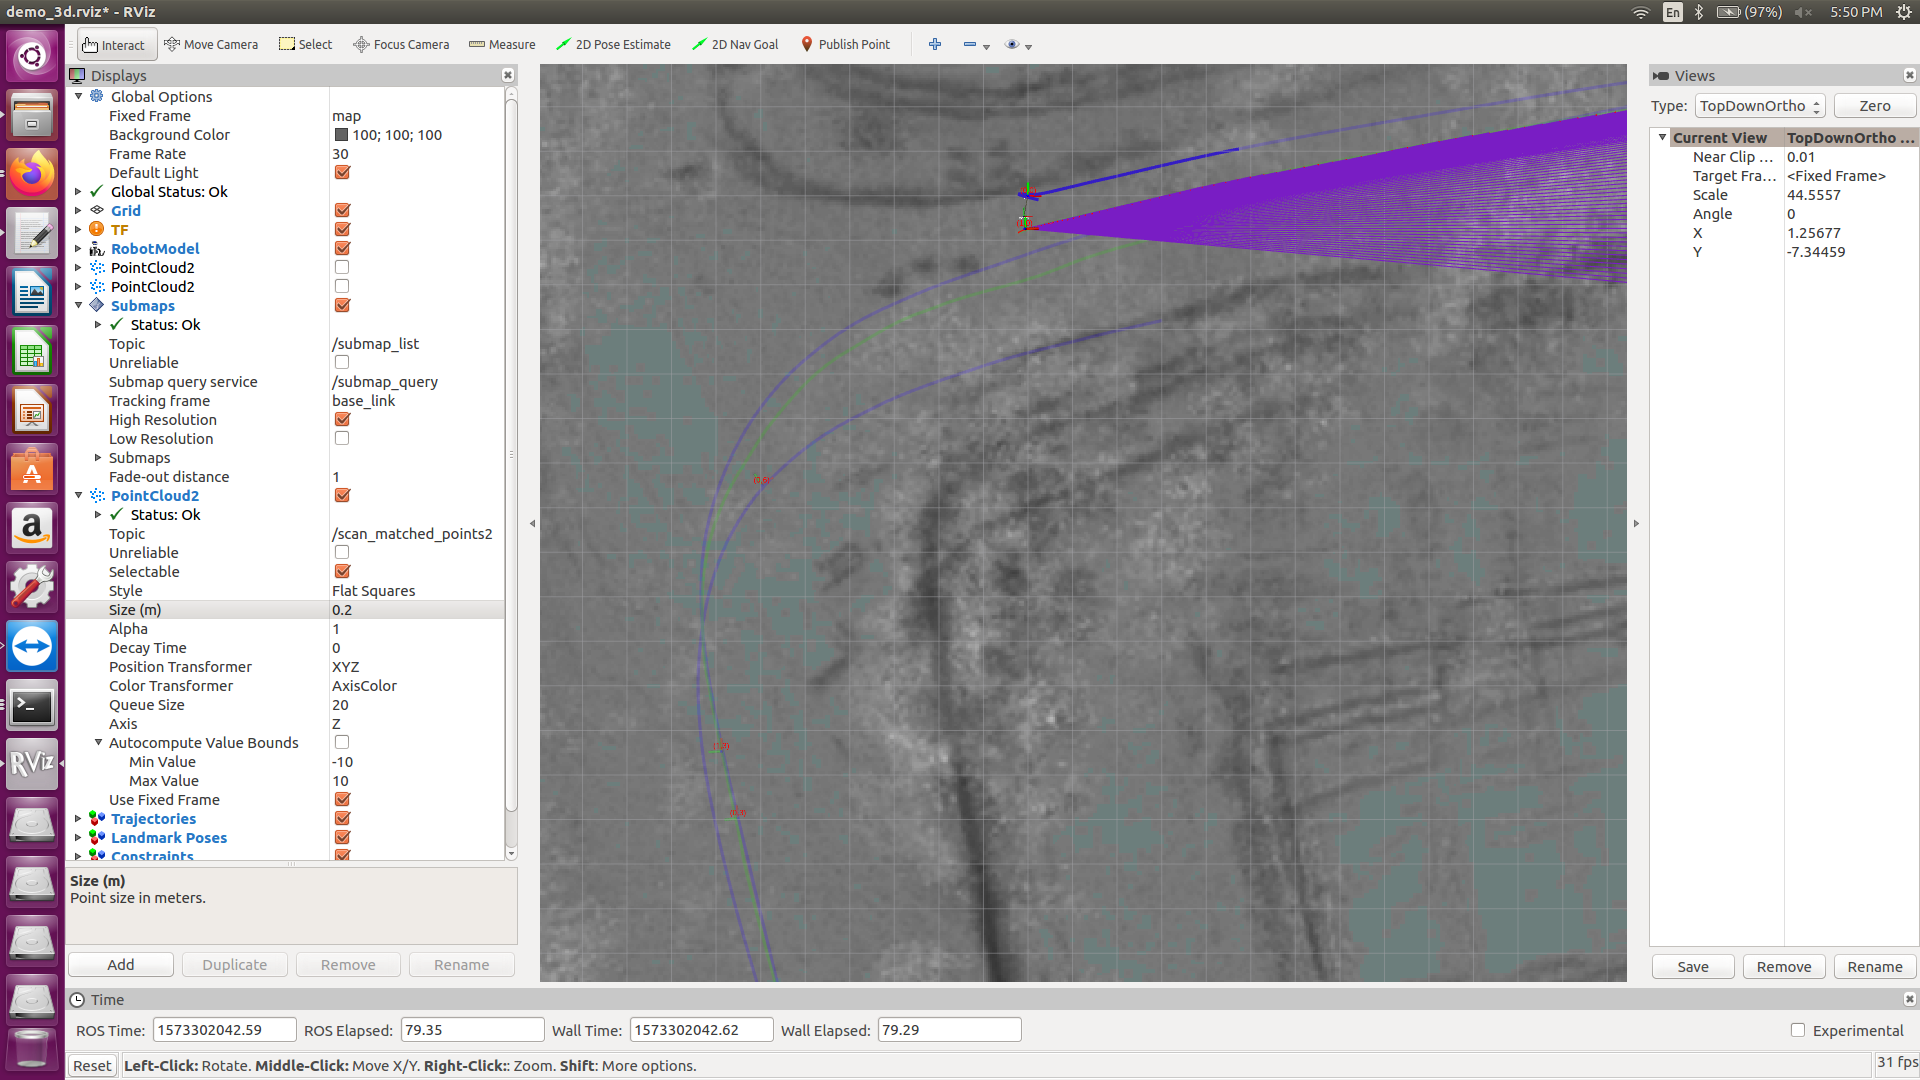 demo_3d.rviz* - RViz
En (97%) 5:50 PM
Interact Move Camera Select Focus Camera Measure 2D Pose Estimate 2D Nav Goal Publish Point
Displays
Global Options
Fixed Frame map
Background Color 100; 100; 100
Frame Rate 30
Default Light
Global Status: Ok
Grid
TF
RobotModel
PointCloud2
PointCloud2
Submaps
Status: Ok
Topic /submap_list
Unreliable
Submap query service /submap_query
Tracking frame base_link
High Resolution
Low Resolution
Submaps
Fade-out distance 1
PointCloud2
Status: Ok
Topic /scan_matched_points2
Unreliable
Selectable
Style Flat Squares
Size (m) 0.2
Alpha 1
Decay Time 0
Position Transformer XYZ
Color Transformer AxisColor
Queue Size 20
Axis Z
Autocompute Value Bounds
Min Value -10
Max Value 10
Use Fixed Frame
Trajectories
Landmark Poses
Constraints
Size (m)
Point size in meters.
Add Duplicate Remove Rename
Views
Type: TopDownOrtho Zero
Current View TopDownOrtho ...
Near Clip ... 0.01
Target Fra... <Fixed Frame>
Scale 44.5557
Angle 0
X 1.25677
Y -7.34459
Save Remove Rename
Time
ROS Time: 1573302042.59 ROS Elapsed: 79.35 Wall Time: 1573302042.62 Wall Elapsed: 79.29 Experimental
Reset Left-Click: Rotate. Middle-Click: Move X/Y. Right-Click:: Zoom. Shift: More options. 31 fps
RViz